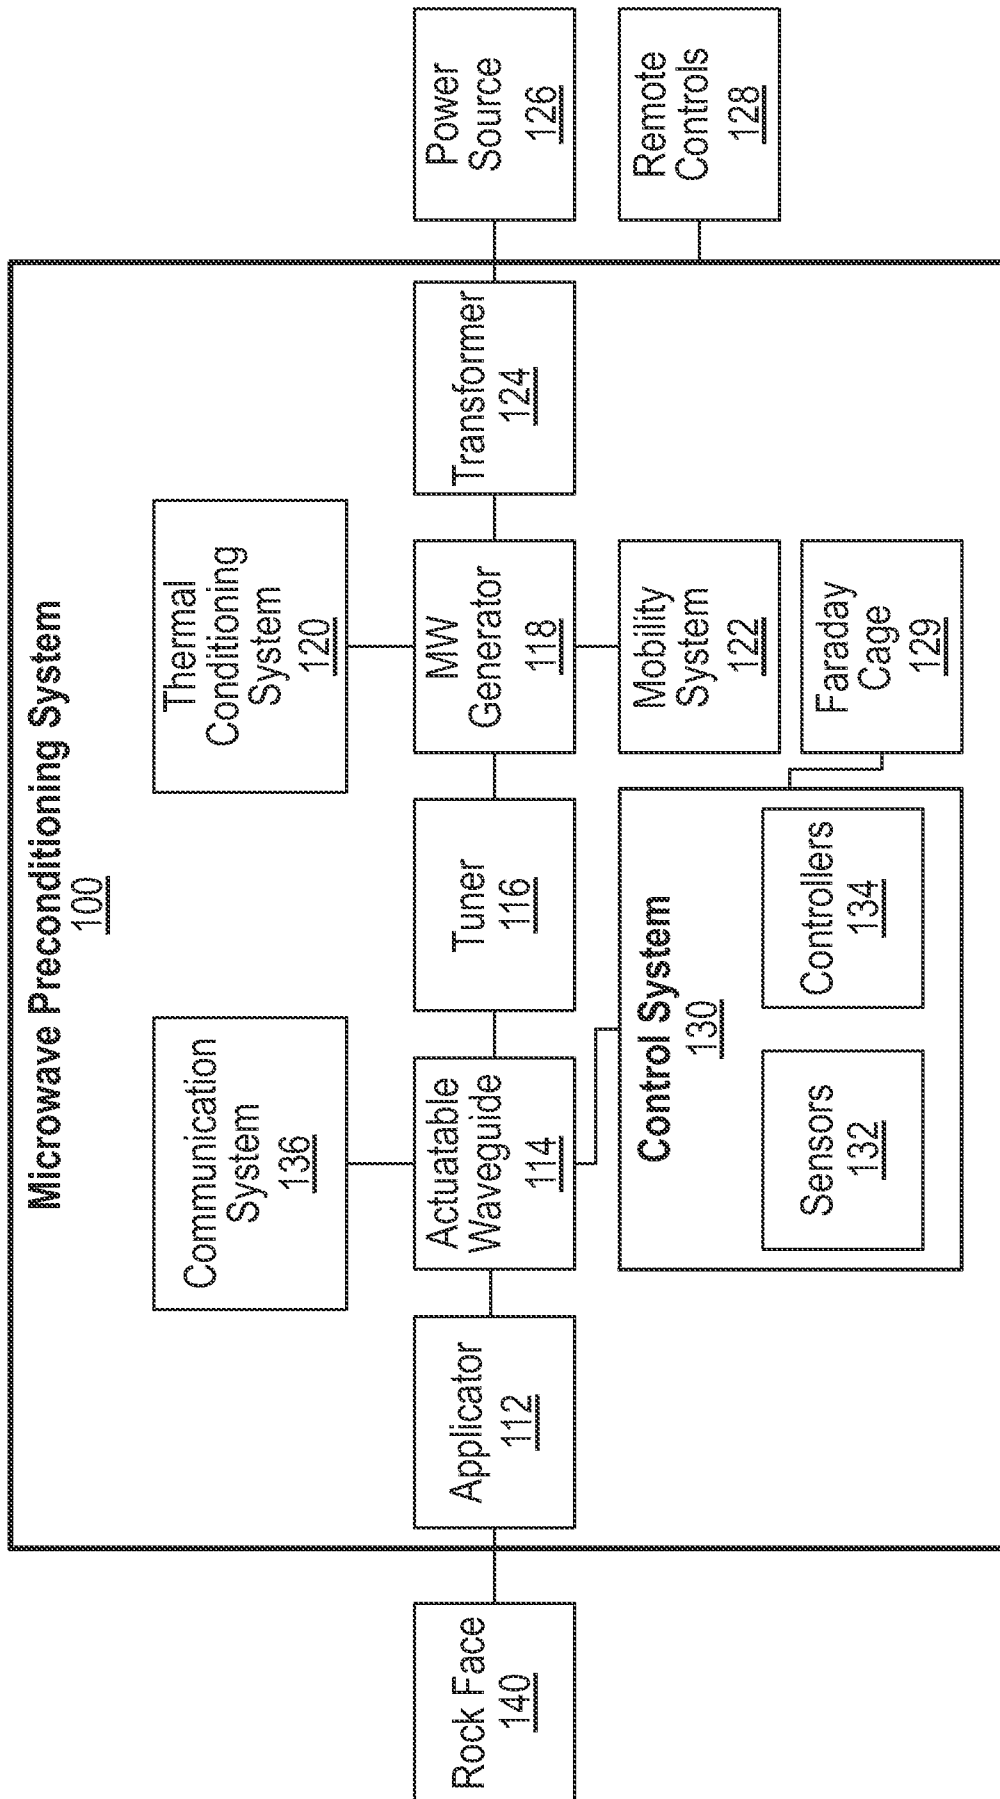 Microwave Preconditioning System
100
Communication
System
136
Thermal
Conditioning
System
120
Rock Face
140
Applicator
112
Actuatable
Waveguide
114
Tuner
116
MW
Generator
118
Transformer
124
Power
Source
126
Control System
130
Sensors
132
Controllers
134
Mobility
System
122
Faraday
Cage
129
Remote
Controls
128